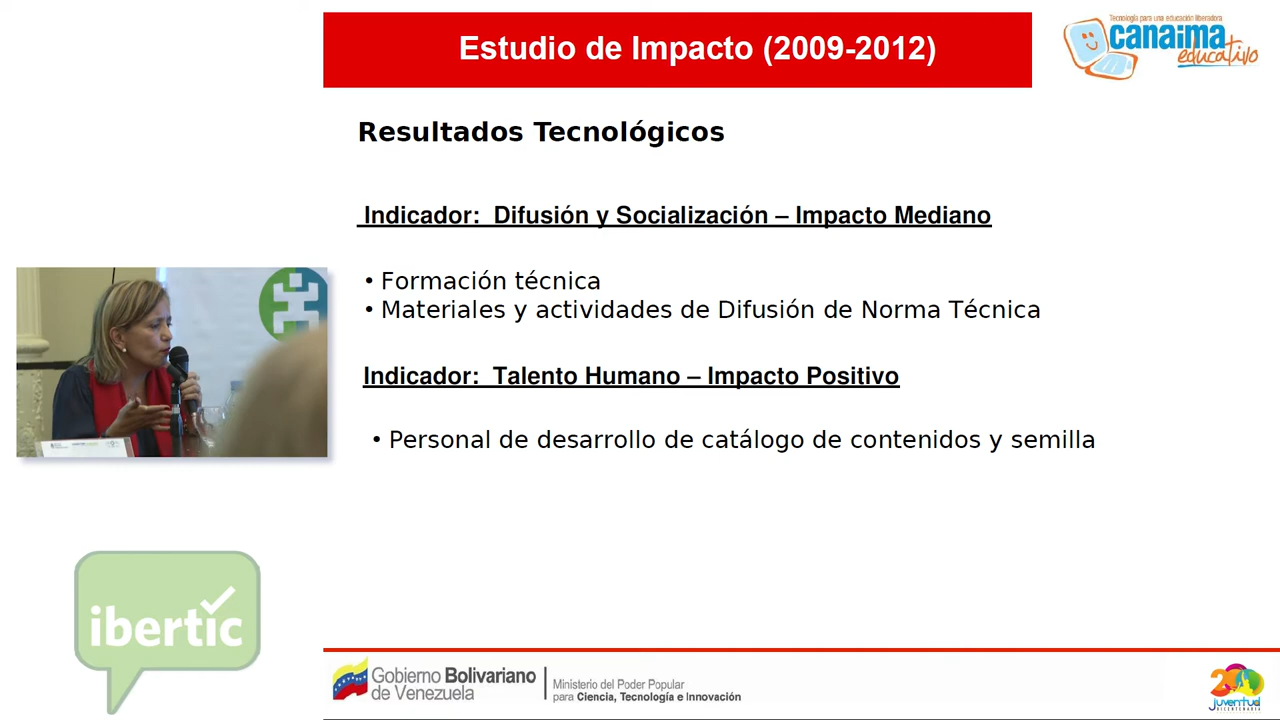 Estudio de Impacto (2009-2012)
Tecnología para una educación liberadora
canaima
educativo
Resultados Tecnológicos
Indicador: Difusión y Socialización – Impacto Mediano
• Formación técnica
• Materiales y actividades de Difusión de Norma Técnica
Indicador: Talento Humano – Impacto Positivo
• Personal de desarrollo de catálogo de contenidos y semilla
ibertic
Gobierno Bolivariano
de Venezuela
Ministerio del Poder Popular
para Ciencia, Tecnología e Innovación
200
juventud
BICENTENARIA